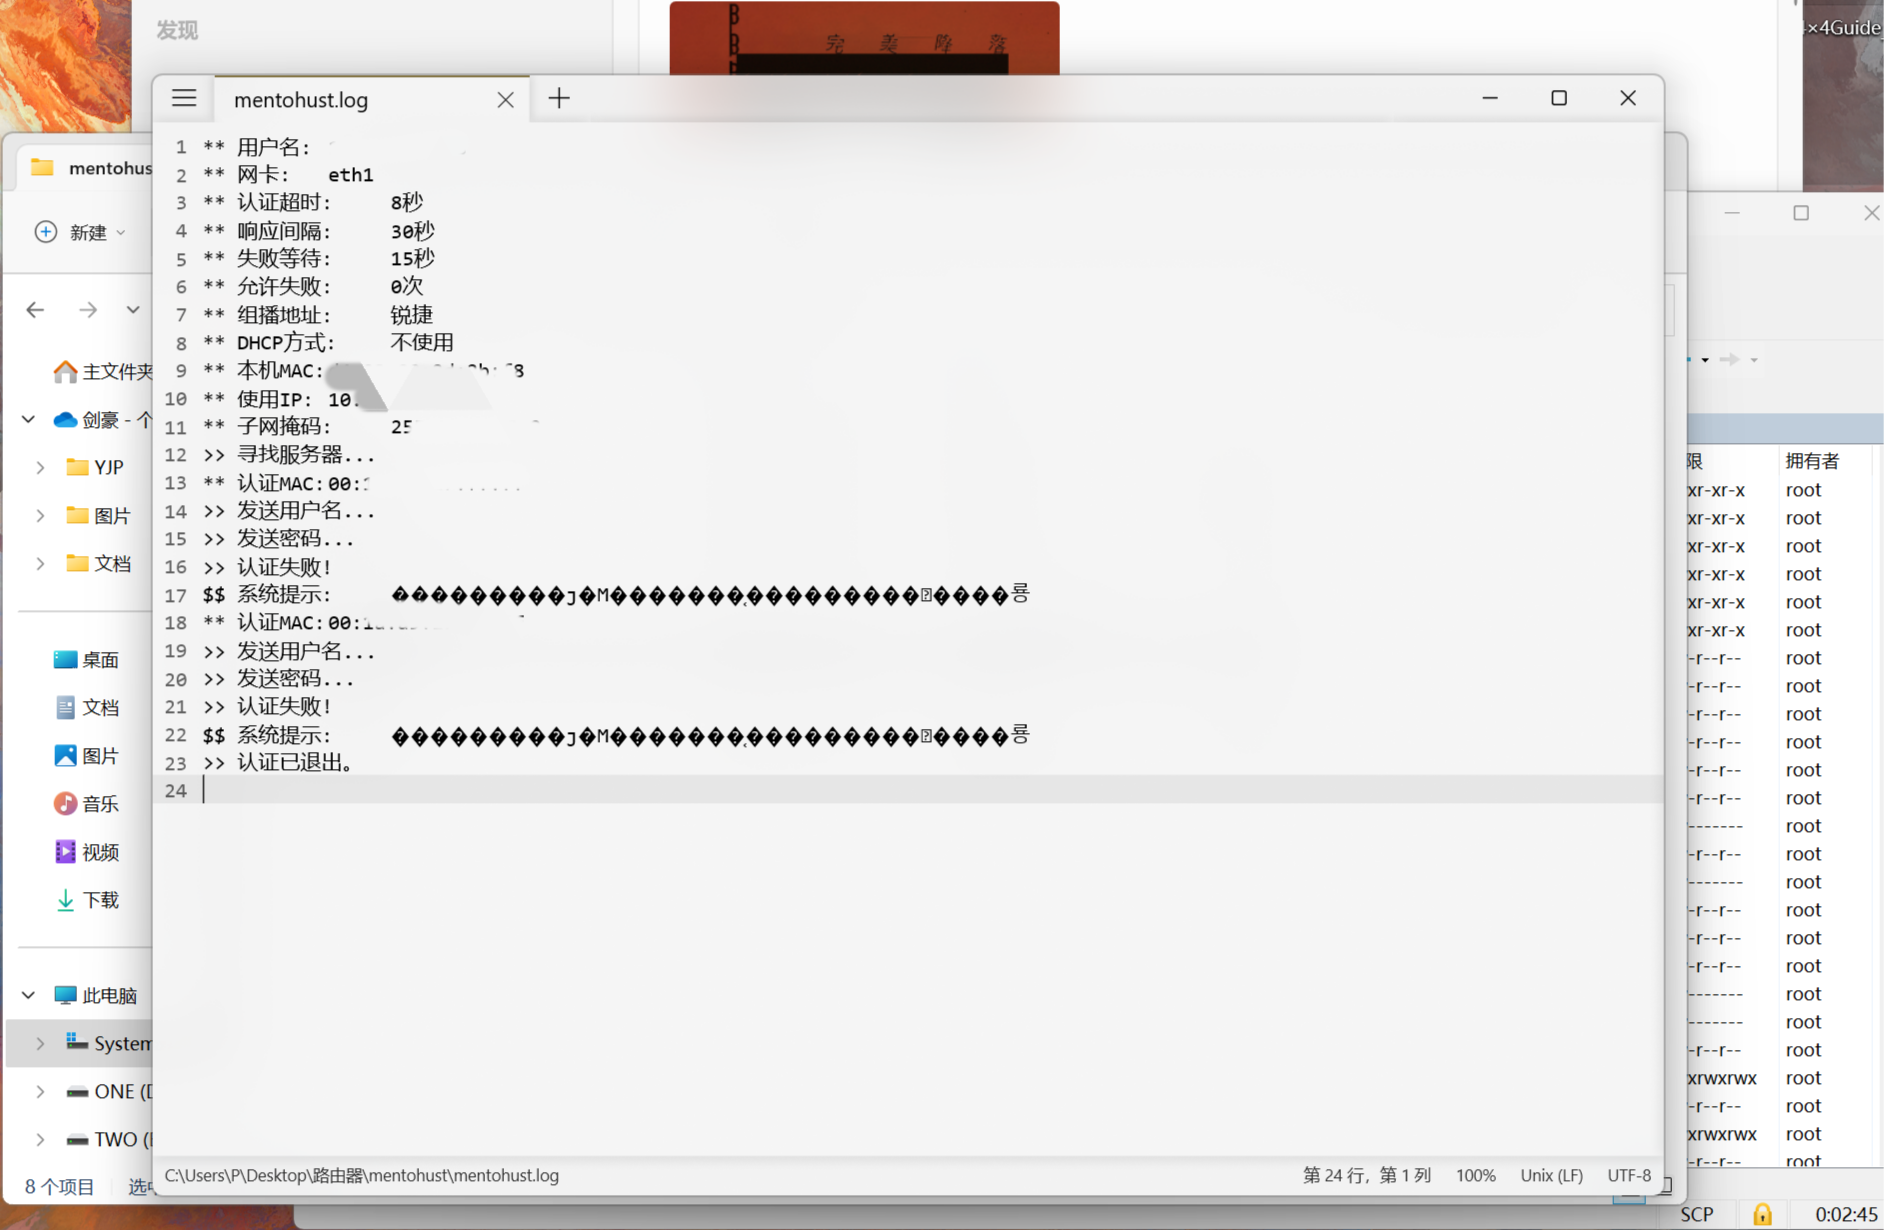 发现
完 美 降 落
×4Guide
mentohust.log
mentohus
新建
主文件夹
剑豪 - 个
YJP
图片
文档
桌面
文档
图片
音乐
视频
下载
此电脑
System
ONE (D
TWO (
8 个项目
选中
1 ** 用户名:
2 ** 网卡: eth1
3 ** 认证超时: 8秒
4 ** 响应间隔: 30秒
5 ** 失败等待: 15秒
6 ** 允许失败: 0次
7 ** 组播地址: 锐捷
8 ** DHCP方式: 不使用
9 ** 本机MAC: f8
10 ** 使用IP: 10.
11 ** 子网掩码: 25
12 >> 寻找服务器...
13 ** 认证MAC:00:
14 >> 发送用户名...
15 >> 发送密码...
16 >> 认证失败!
17 $$ 系统提示: ���������ɟ�M�������˻���������⍰����룡
18 ** 认证MAC:00:
19 >> 发送用户名...
20 >> 发送密码...
21 >> 认证失败!
22 $$ 系统提示: ���������ɟ�M�������˻���������⍰����룡
23 >> 认证已退出。
24
C:\Users\P\Desktop\路由器\mentohust\mentohust.log
第 24 行，第 1 列
100%
Unix (LF)
UTF-8
限 拥有者
xr-xr-x root
xr-xr-x root
xr-xr-x root
xr-xr-x root
xr-xr-x root
xr-xr-x root
-r--r-- root
-r--r-- root
-r--r-- root
-r--r-- root
-r--r-- root
-r--r-- root
------- root
-r--r-- root
------- root
-r--r-- root
-r--r-- root
-r--r-- root
------- root
------- root
-r--r-- root
xrwxrwx root
-r--r-- root
xrwxrwx root
-r--r-- root
SCP
0:02:45